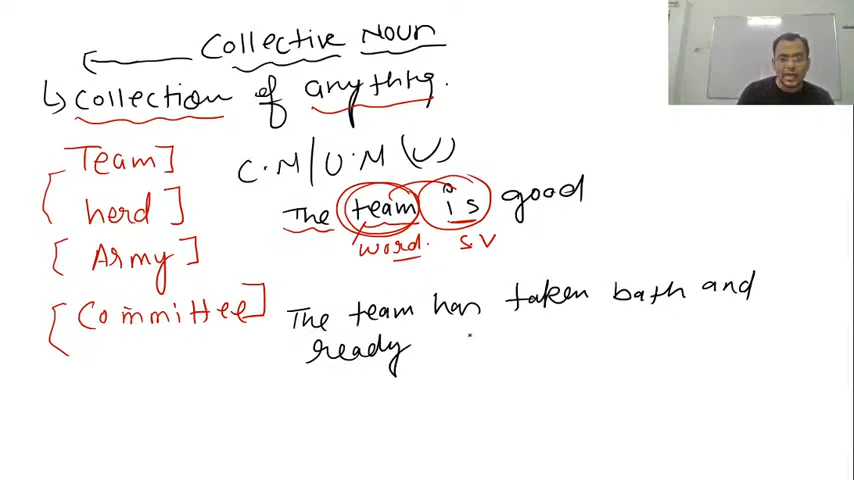 Collective Noun
↳ Collection of anything.
Team]
C.M/U.M (U)
herd]
The team is good
word. SV
[Army]
[Committee]
The team has taken bath and
ready